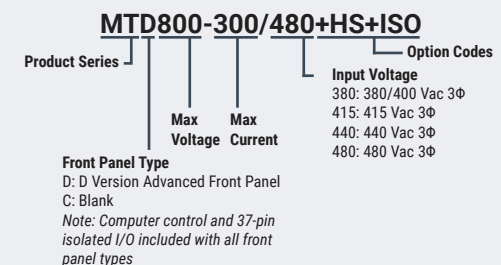 MTD800-300/480+HS+ISO
Product Series
Option Codes
Input Voltage
380: 380/400 Vac 3Φ
415: 415 Vac 3Φ
440: 440 Vac 3Φ
480: 480 Vac 3Φ
Max
Voltage
Max
Current
Front Panel Type
D: D Version Advanced Front Panel
C: Blank
Note: Computer control and 37-pin
isolated I/O included with all front
panel types